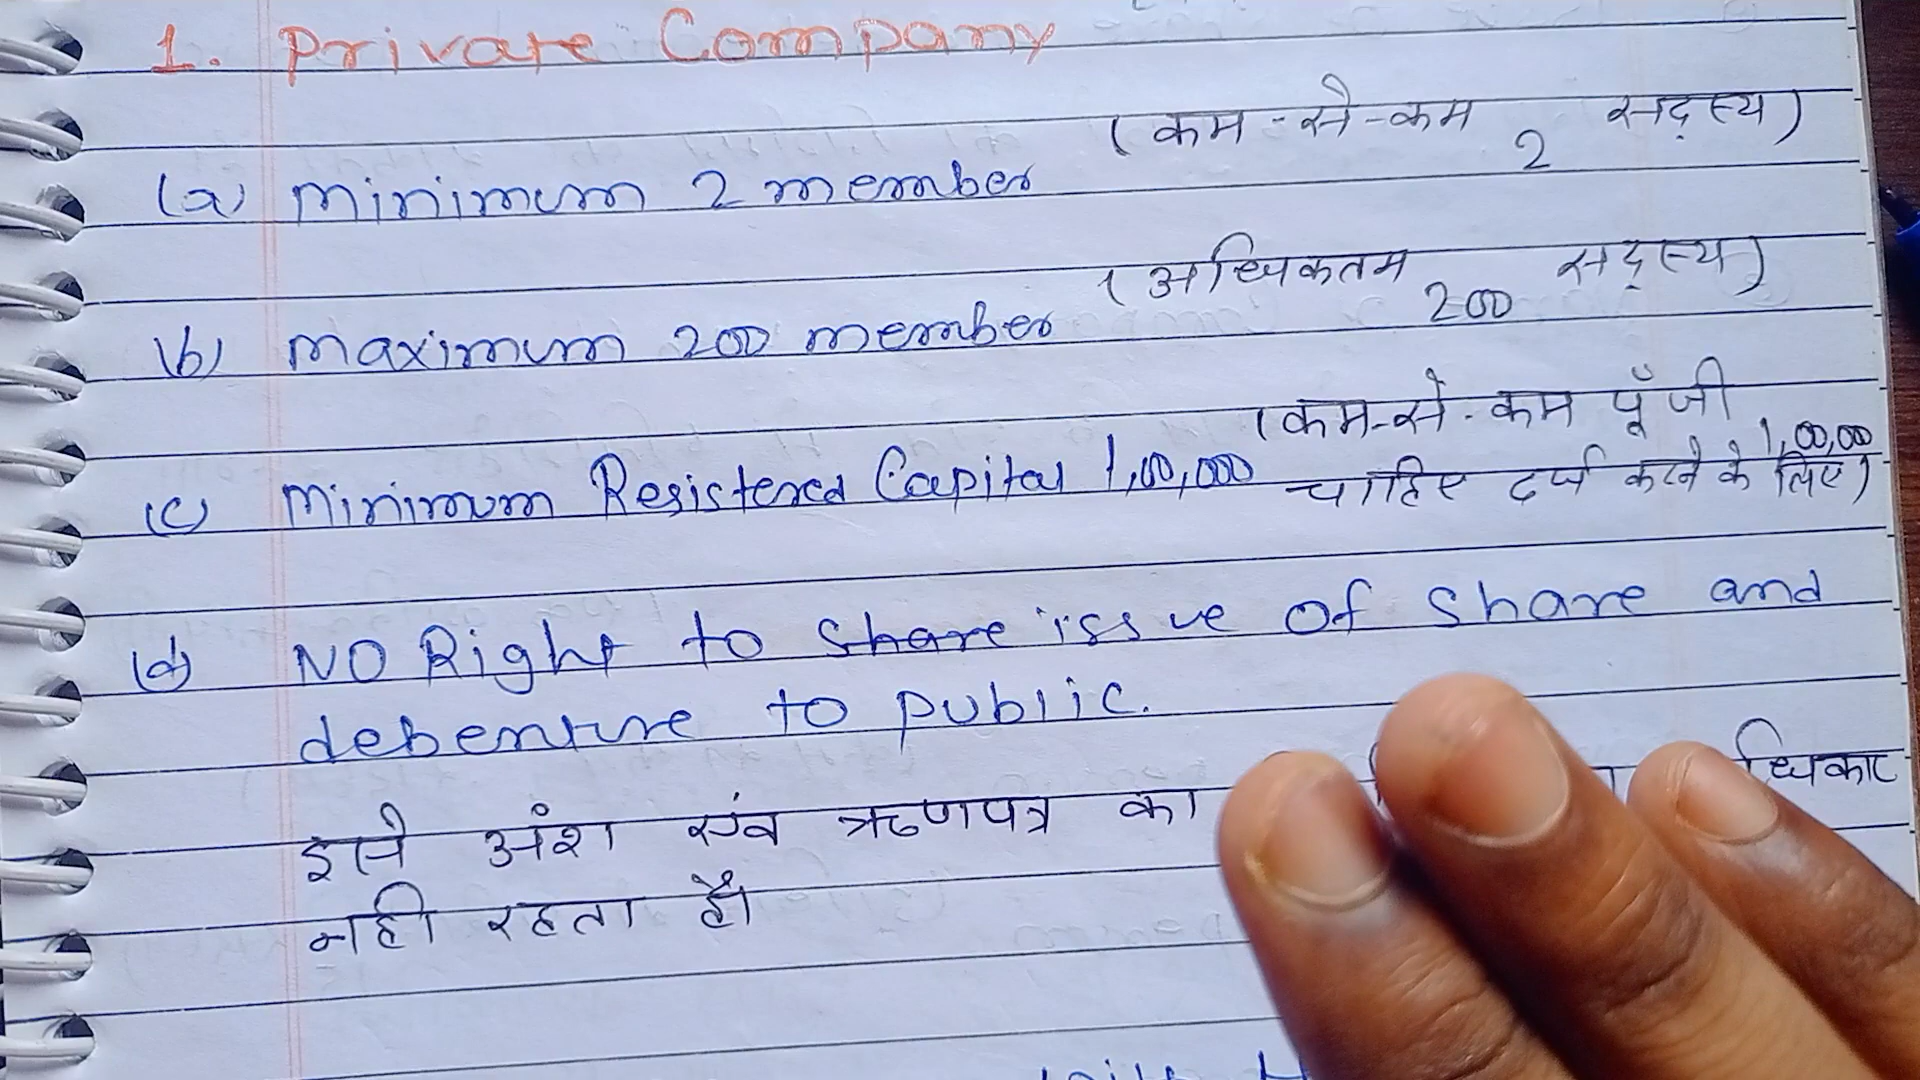 1. Private Company
(कम-से-कम 2 सदस्य)
(a) Minimum 2 member
(अधिकतम 200 सदस्य)
(b) Maximum 200 member
(कम-से-कम पूँजी 1,00,00
(c) Minimum Resistered Capital 1,00,000 चाहिए दर्ज करने के लिए)
(d) NO Right to share issue of share and
debenture to public.
इसे अंश एंव ऋणपत्र का
नही रहता है।